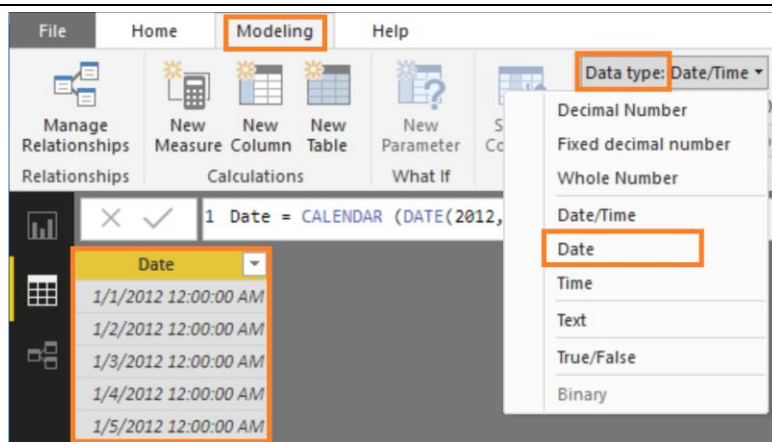 File Home Modeling Help
Data type: Date/Time
Manage Relationships
New Measure
New Column
New Table
New Parameter
Relationships
Calculations
What If
Decimal Number
Fixed decimal number
Whole Number
Date/Time
Date
Time
Text
True/False
Binary
1 Date = CALENDAR (DATE(2012,
Date
1/1/2012 12:00:00 AM
1/2/2012 12:00:00 AM
1/3/2012 12:00:00 AM
1/4/2012 12:00:00 AM
1/5/2012 12:00:00 AM